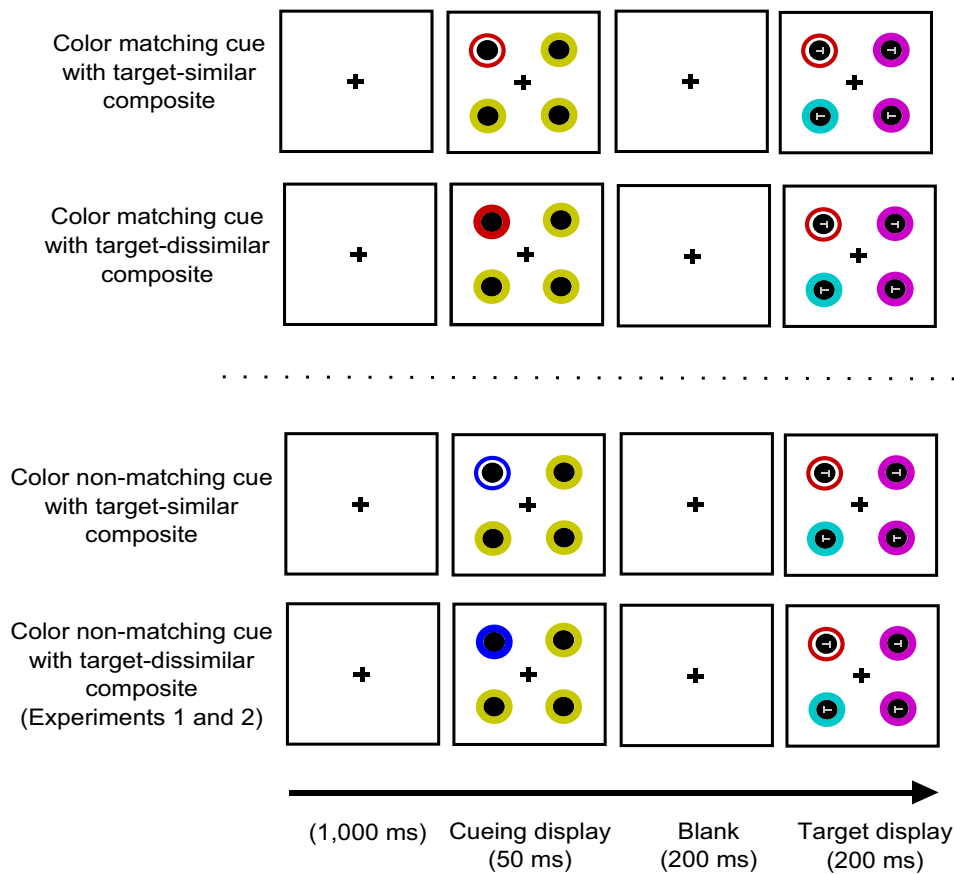 Color matching cue
with target-similar
composite
T T
T T
Color matching cue
with target-dissimilar
composite
T T
T T
Color non-matching cue
with target-similar
composite
T T
T T
Color non-matching cue
with target-dissimilar
composite
(Experiments 1 and 2)
T T
T T
(1,000 ms) Cueing display Blank Target display
(50 ms) (200 ms) (200 ms)